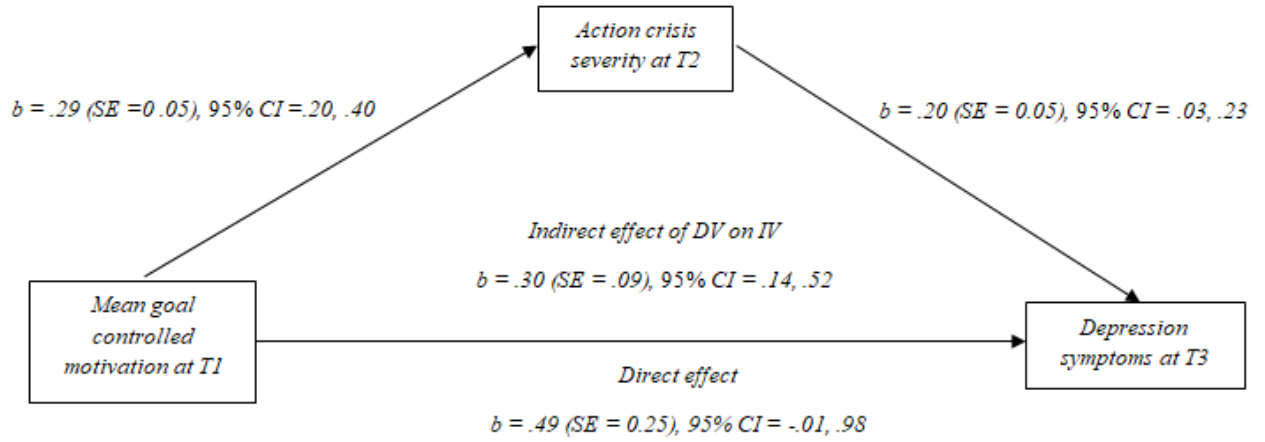 Action crisis
severity at T2
b = .29 (SE =0 .05), 95% CI =.20, .40
b = .20 (SE = 0.05), 95% CI = .03, .23
Indirect effect of DV on IV
b = .30 (SE = .09), 95% CI = .14, .52
Mean goal
controlled
motivation at T1
Depression
symptoms at T3
Direct effect
b = .49 (SE = 0.25), 95% CI = -.01, .98